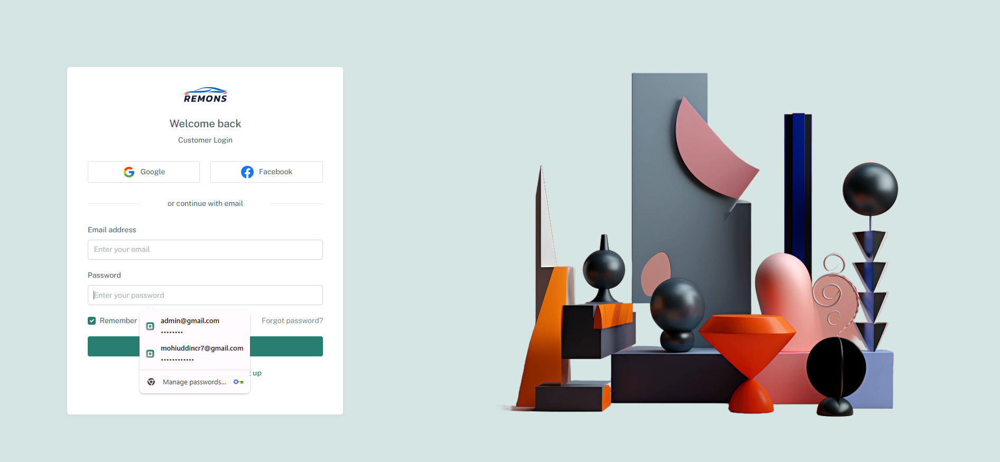 REMONS
Welcome back
Customer Login
Google
Facebook
or continue with email
Email address
Enter your email
Password
Enter your password
Remember
Forgot password?
admin@gmail.com
••••••••
mohiuddincr7@gmail.com
••••••••••••
up
Manage passwords...